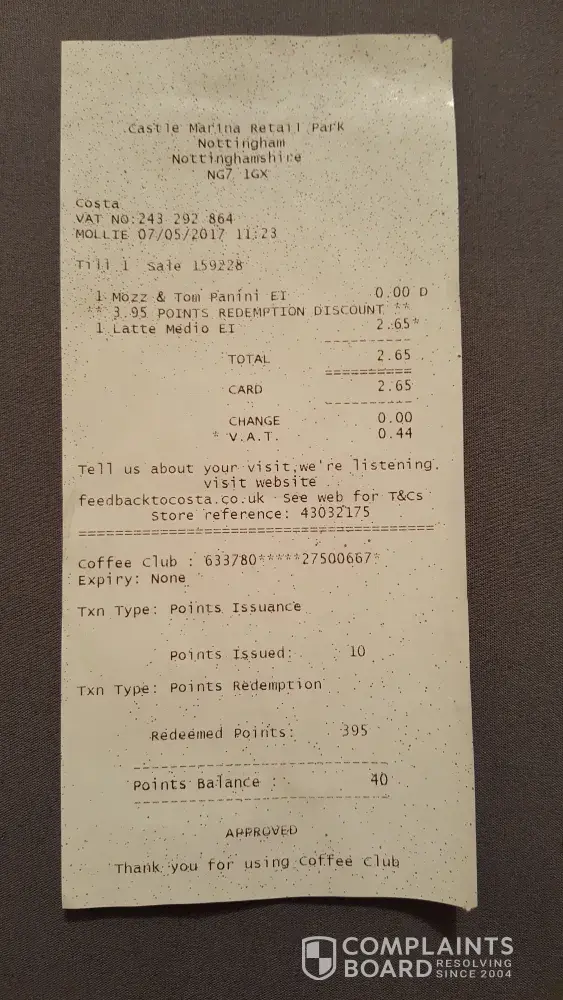 Castle Marina Retail Park
Nottingham
Nottinghamshire
NG7 1GX
Costa
VAT NO:243 292 864
MOLLIE 07/05/2017 11:23
Till 1 Sale 159228
1 Mozz & Tom Panini EI 0.00 D
** 3.95 POINTS REDEMPTION DISCOUNT **
1 Latte Medio EI 2.65*
TOTAL 2.65
CARD 2.65
CHANGE 0.00
* V.A.T. 0.44
Tell us about your visit,we're listening.
visit website
feedbacktocosta.co.uk See web for T&Cs
Store reference: 43032175
Coffee Club : 633780*****27500667*
Expiry: None
Txn Type: Points Issuance
Points Issued: 10
Txn Type: Points Redemption
Redeemed Points: 395
Points Balance : 40
APPROVED
Thank you for using Coffee Club
COMPLAINTS
BOARD RESOLVING
SINCE 2004